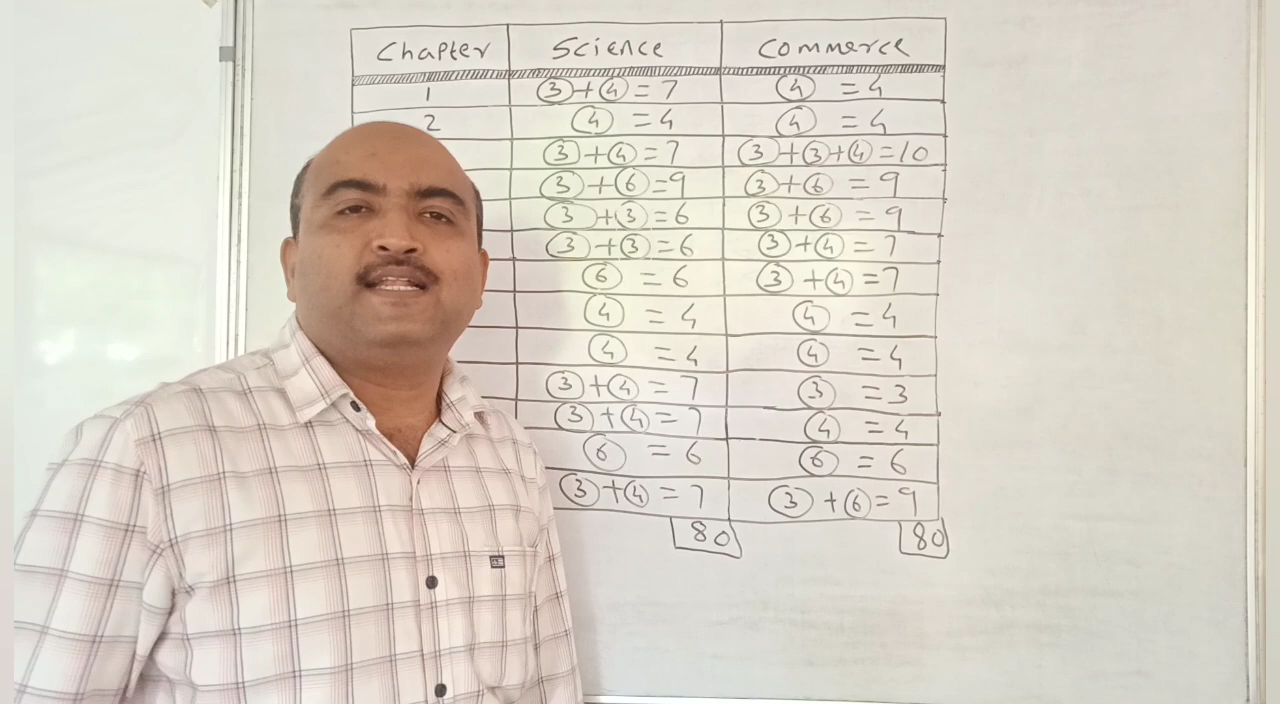 Chapter Science Commerce
1 3+4=7 4 =4
2 4 =4 4 =4
3+4=7 3+3+4=10
3+6=9 3+6 =9
3+3=6 3+6 =9
3+3=6 3+4 =7
6 =6 3+4=7
4 =4 4 =4
4 =4 4 =4
3+4=7 3 =3
3+4=7 4 =4
6 =6 6 =6
3+4=7 3+6=9
80 80